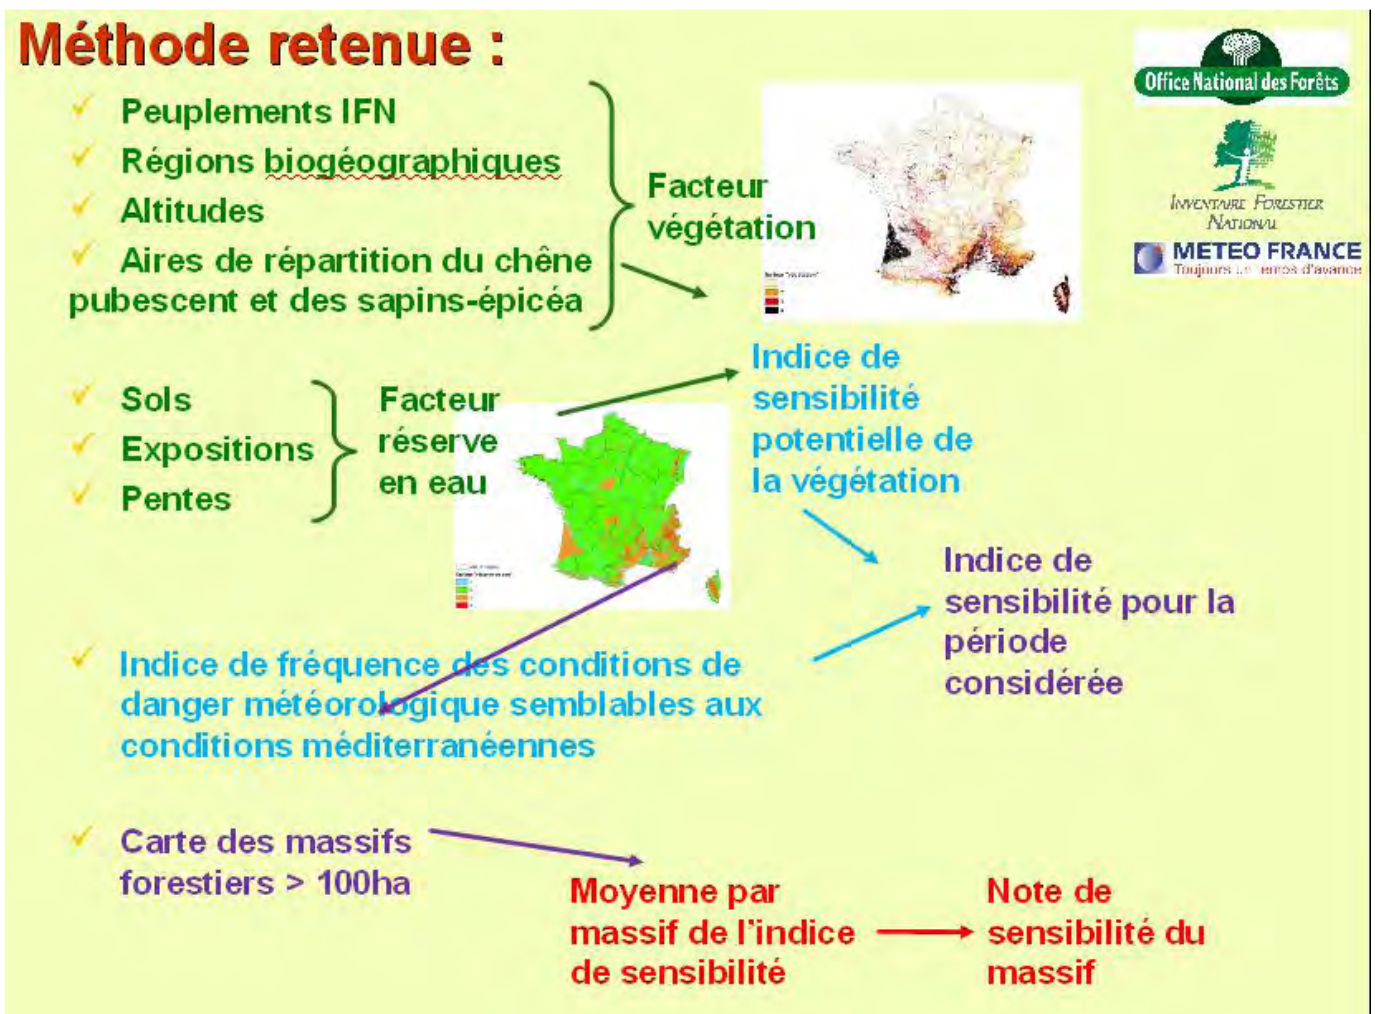 Méthode retenue :
Peuplements IFN
Régions biogéographiques
Altitudes
Aires de répartition du chêne
pubescent et des sapins-épicéa
Facteur
végétation
Office National des Forêts
INVENTAIRE FORESTIER
NATIONAL
METEO FRANCE
Toujours un temps d'avance
Sols
Expositions
Pentes
Facteur
réserve
en eau
Indice de
sensibilité
potentielle de
la végétation
Indice de
sensibilité pour la
période
considérée
Indice de fréquence des conditions de
danger météorologique semblables aux
conditions méditerranéennes
Carte des massifs
forestiers > 100ha
Moyenne par
massif de l'indice
de sensibilité
Note de
sensibilité du
massif